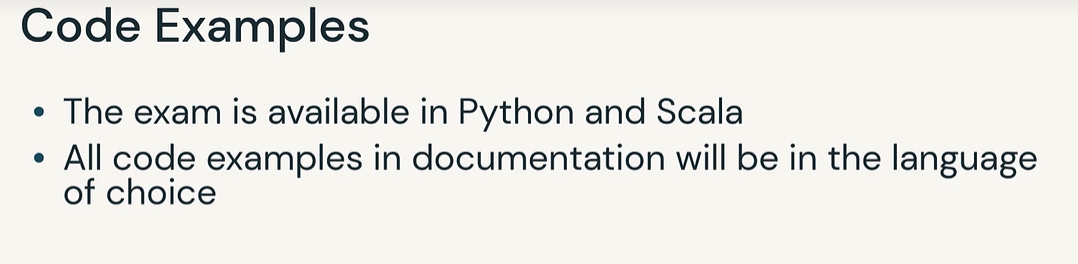 Code Examples
• The exam is available in Python and Scala
• All code examples in documentation will be in the language
of choice